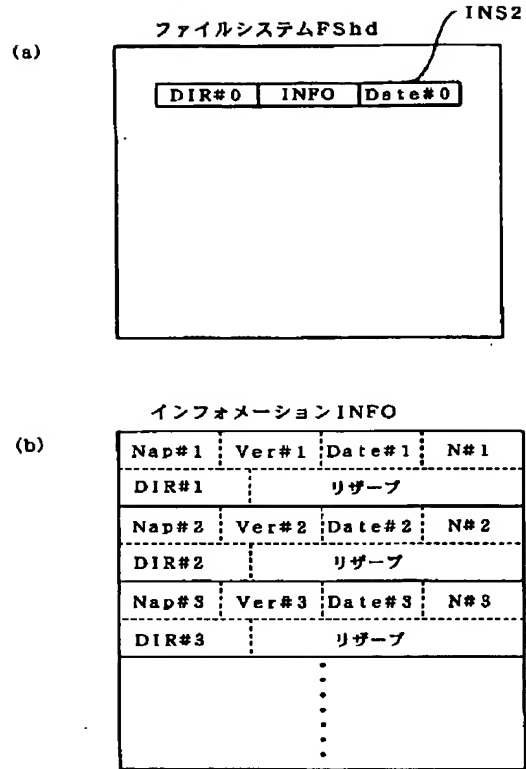 INS2
ファイルシステムFShd
(a)
DIR#0 INFO Date#0
インフォメーションINFO
(b)
Nap#1 Ver#1 Date#1 N#1
DIR#1 リザーブ
Nap#2 Ver#2 Date#2 N#2
DIR#2 リザーブ
Nap#3 Ver#3 Date#3 N#3
DIR#3 リザーブ